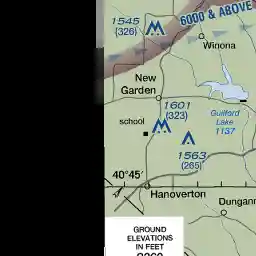 1545
(326)
6000 & ABOVE
Winona
New
Garden
1601
(323)
Guilford
Lake
1137
school
1563
(265)
40°45'
Hanoverton
GROUND
ELEVATIONS
IN FEET